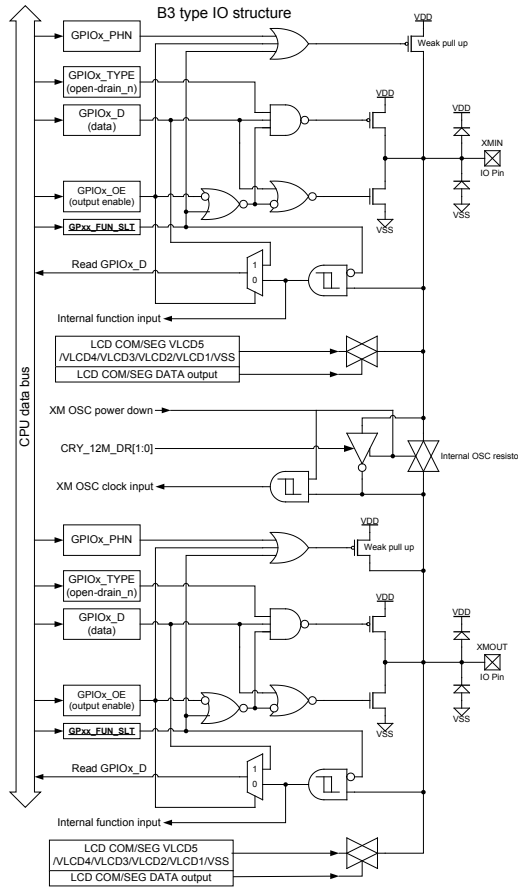 B3 type IO structure
VDD
GPIOx_PHN
Weak pull up
GPIOx_TYPE
(open-drain_n)
VDD
GPIOx_D
(data)
VDD
XMIN
IO Pin
GPIOx_OE
(output enable)
VSS
VSS
GPxx_FUN_SLT
Read GPIOx_D
1
0
Internal function input
LCD COM/SEG VLCD5
/VLCD4/VLCD3/VLCD2/VLCD1/VSS
LCD COM/SEG DATA output
CPU data bus
XM OSC power down
CRY_12M_DR[1:0]
Internal OSC resisto
XM OSC clock input
VDD
GPIOx_PHN
Weak pull up
GPIOx_TYPE
(open-drain_n)
VDD
GPIOx_D
(data)
VDD
XMOUT
IO Pin
GPIOx_OE
(output enable)
VSS
VSS
GPxx_FUN_SLT
Read GPIOx_D
1
0
Internal function input
LCD COM/SEG VLCD5
/VLCD4/VLCD3/VLCD2/VLCD1/VSS
LCD COM/SEG DATA output